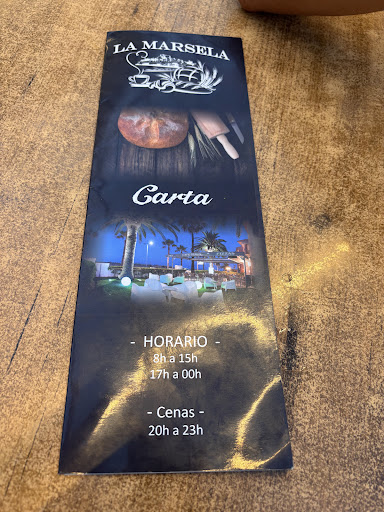 LA MARSELA
Carta
- HORARIO -
8h a 15h
17h a 00h
- Cenas -
20h a 23h